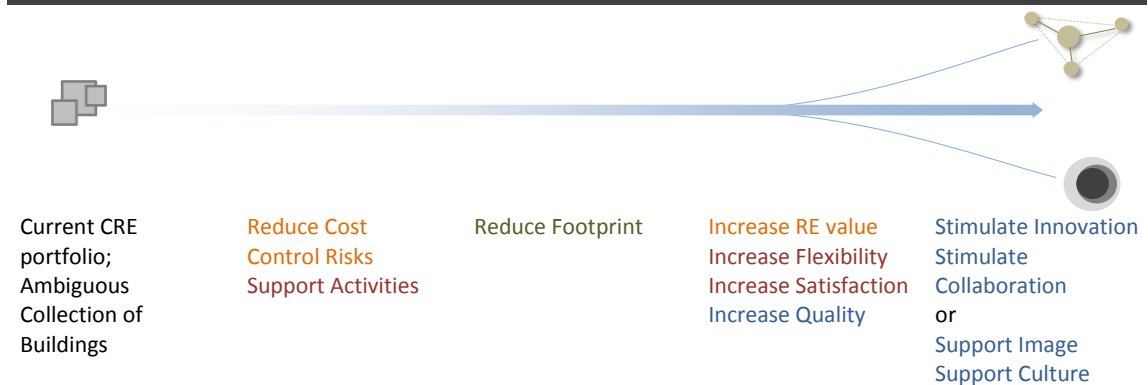 Current CRE
portfolio;
Ambiguous
Collection of
Buildings
Reduce Cost
Control Risks
Support Activities
Reduce Footprint
Increase RE value
Increase Flexibility
Increase Satisfaction
Increase Quality
Stimulate Innovation
Stimulate
Collaboration
or
Support Image
Support Culture